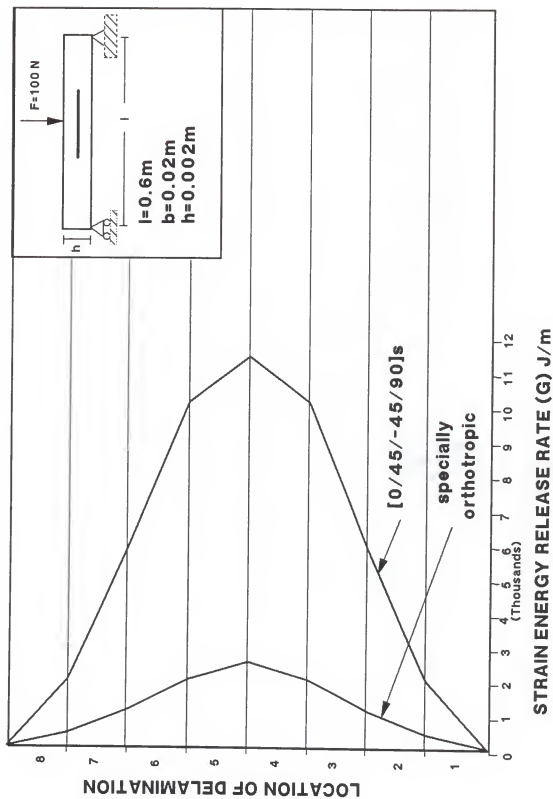 F=100 N
h
l
l=0.6m
b=0.02m
h=0.002m
LOCATION OF DELAMINATION
8
7
6
5
4
3
2
1
[0/45/-45/90]s
specially
orthotropic
0 1 2 3 4 5 6 7 8 9 10 11 12
(Thousands)
STRAIN ENERGY RELEASE RATE (G) J/m